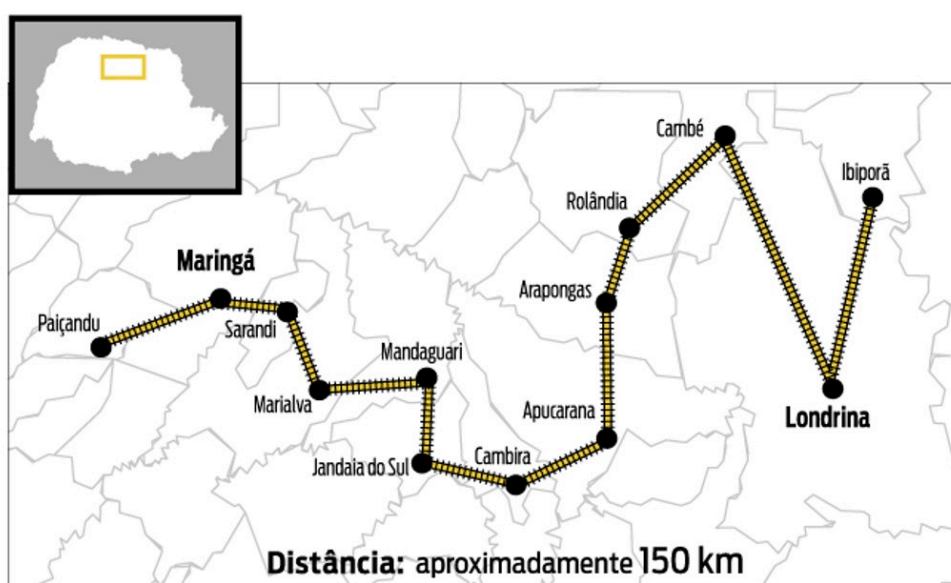 Cambé
Ibiporã
Rolândia
Maringá
Arapongas
Paiçandu
Sarandi
Mandaguari
Marialva
Apucarana
Londrina
Jandaia do Sul
Cambira
Distância: aproximadamente 150 km